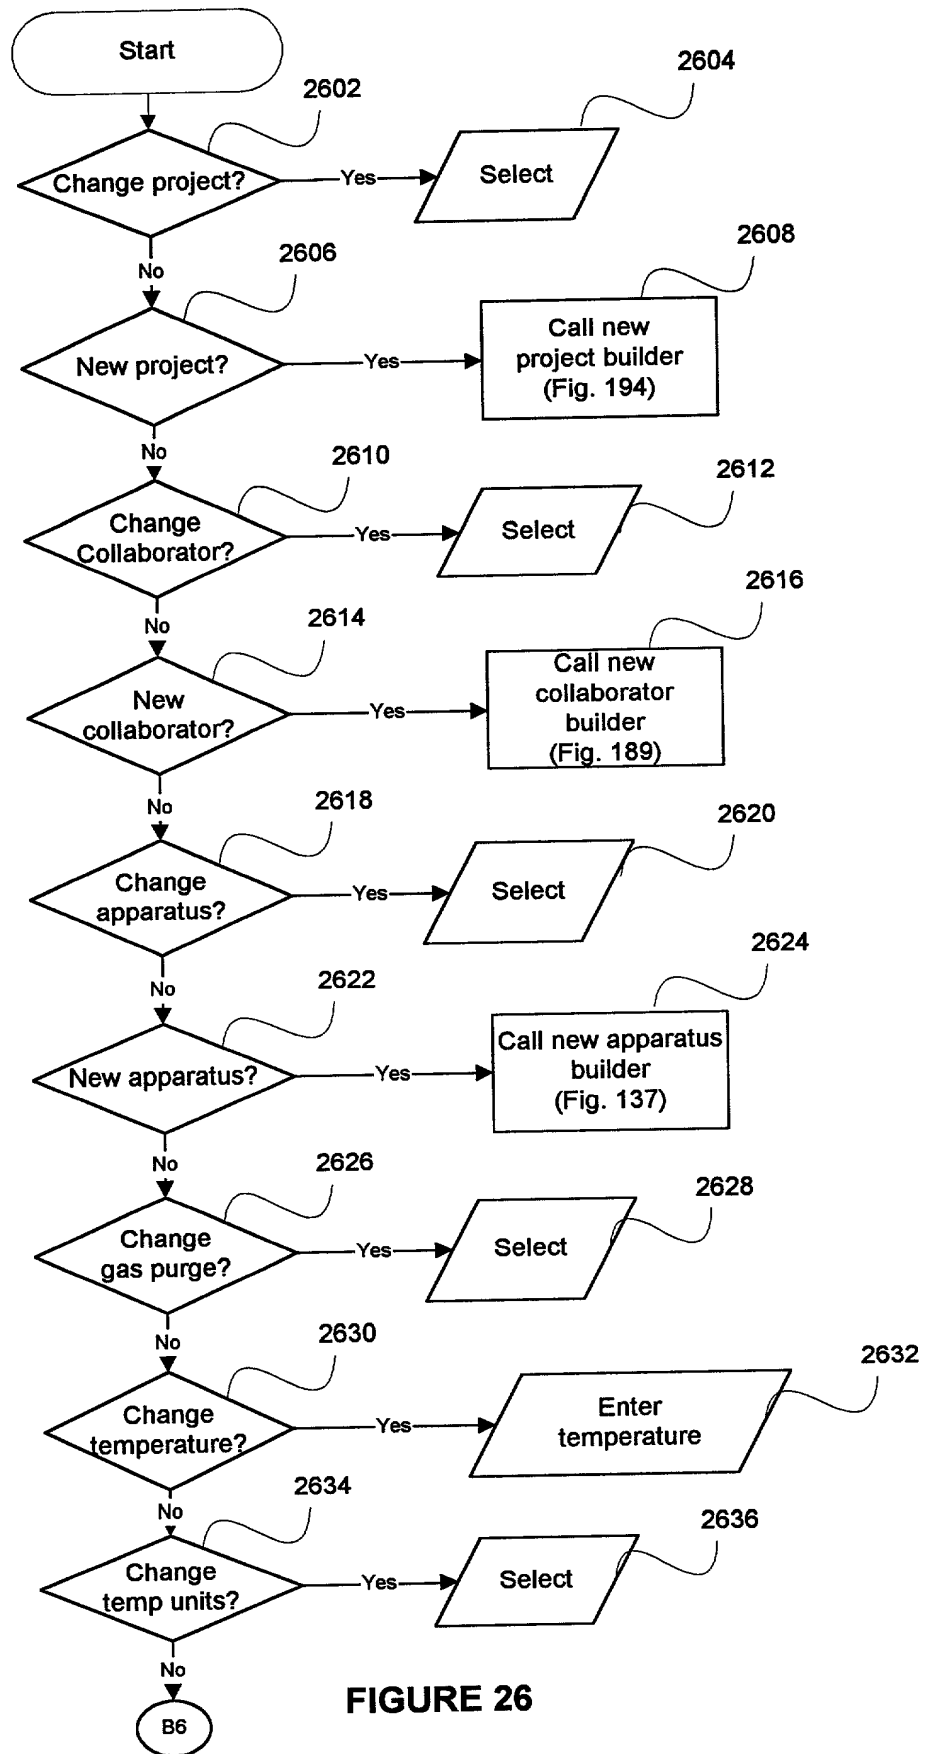 Start
2602
2604
Change project?
Yes
Select
No
2606
2608
New project?
Yes
Call new
project builder
(Fig. 194)
No
2610
2612
Change
Collaborator?
Yes
Select
No
2614
2616
New
collaborator?
Yes
Call new
collaborator
builder
(Fig. 189)
No
2618
2620
Change
apparatus?
Yes
Select
No
2622
2624
New apparatus?
Yes
Call new apparatus
builder
(Fig. 137)
No
2626
2628
Change
gas purge?
Yes
Select
No
2630
2632
Change
temperature?
Yes
Enter
temperature
No
2634
2636
Change
temp units?
Yes
Select
No
B6
FIGURE 26